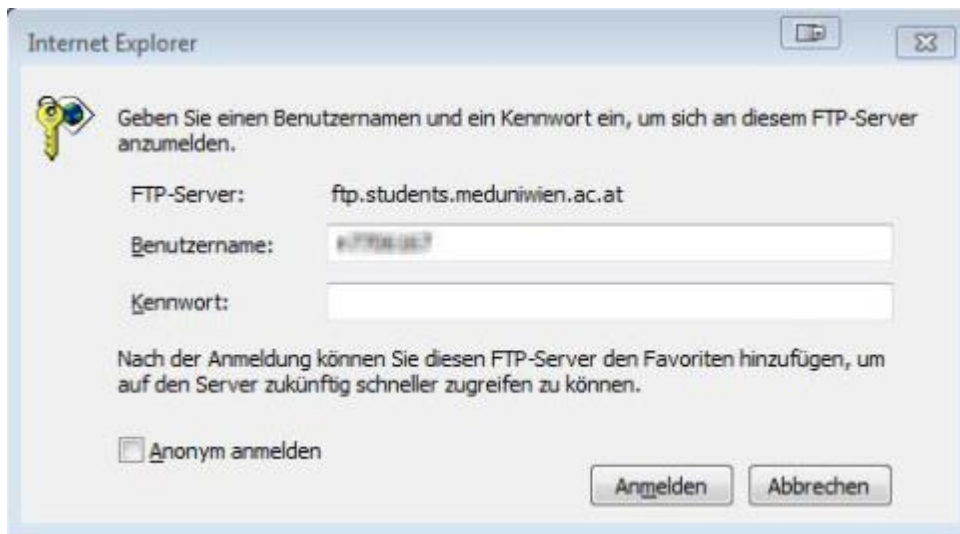 Internet Explorer
Geben Sie einen Benutzernamen und ein Kennwort ein, um sich an diesem FTP-Server
anzumelden.
FTP-Server: ftp.students.meduniwien.ac.at
Benutzername:
Kennwort:
Nach der Anmeldung können Sie diesen FTP-Server den Favoriten hinzufügen, um
auf den Server zukünftig schneller zugreifen zu können.
Anonym anmelden
Anmelden Abbrechen